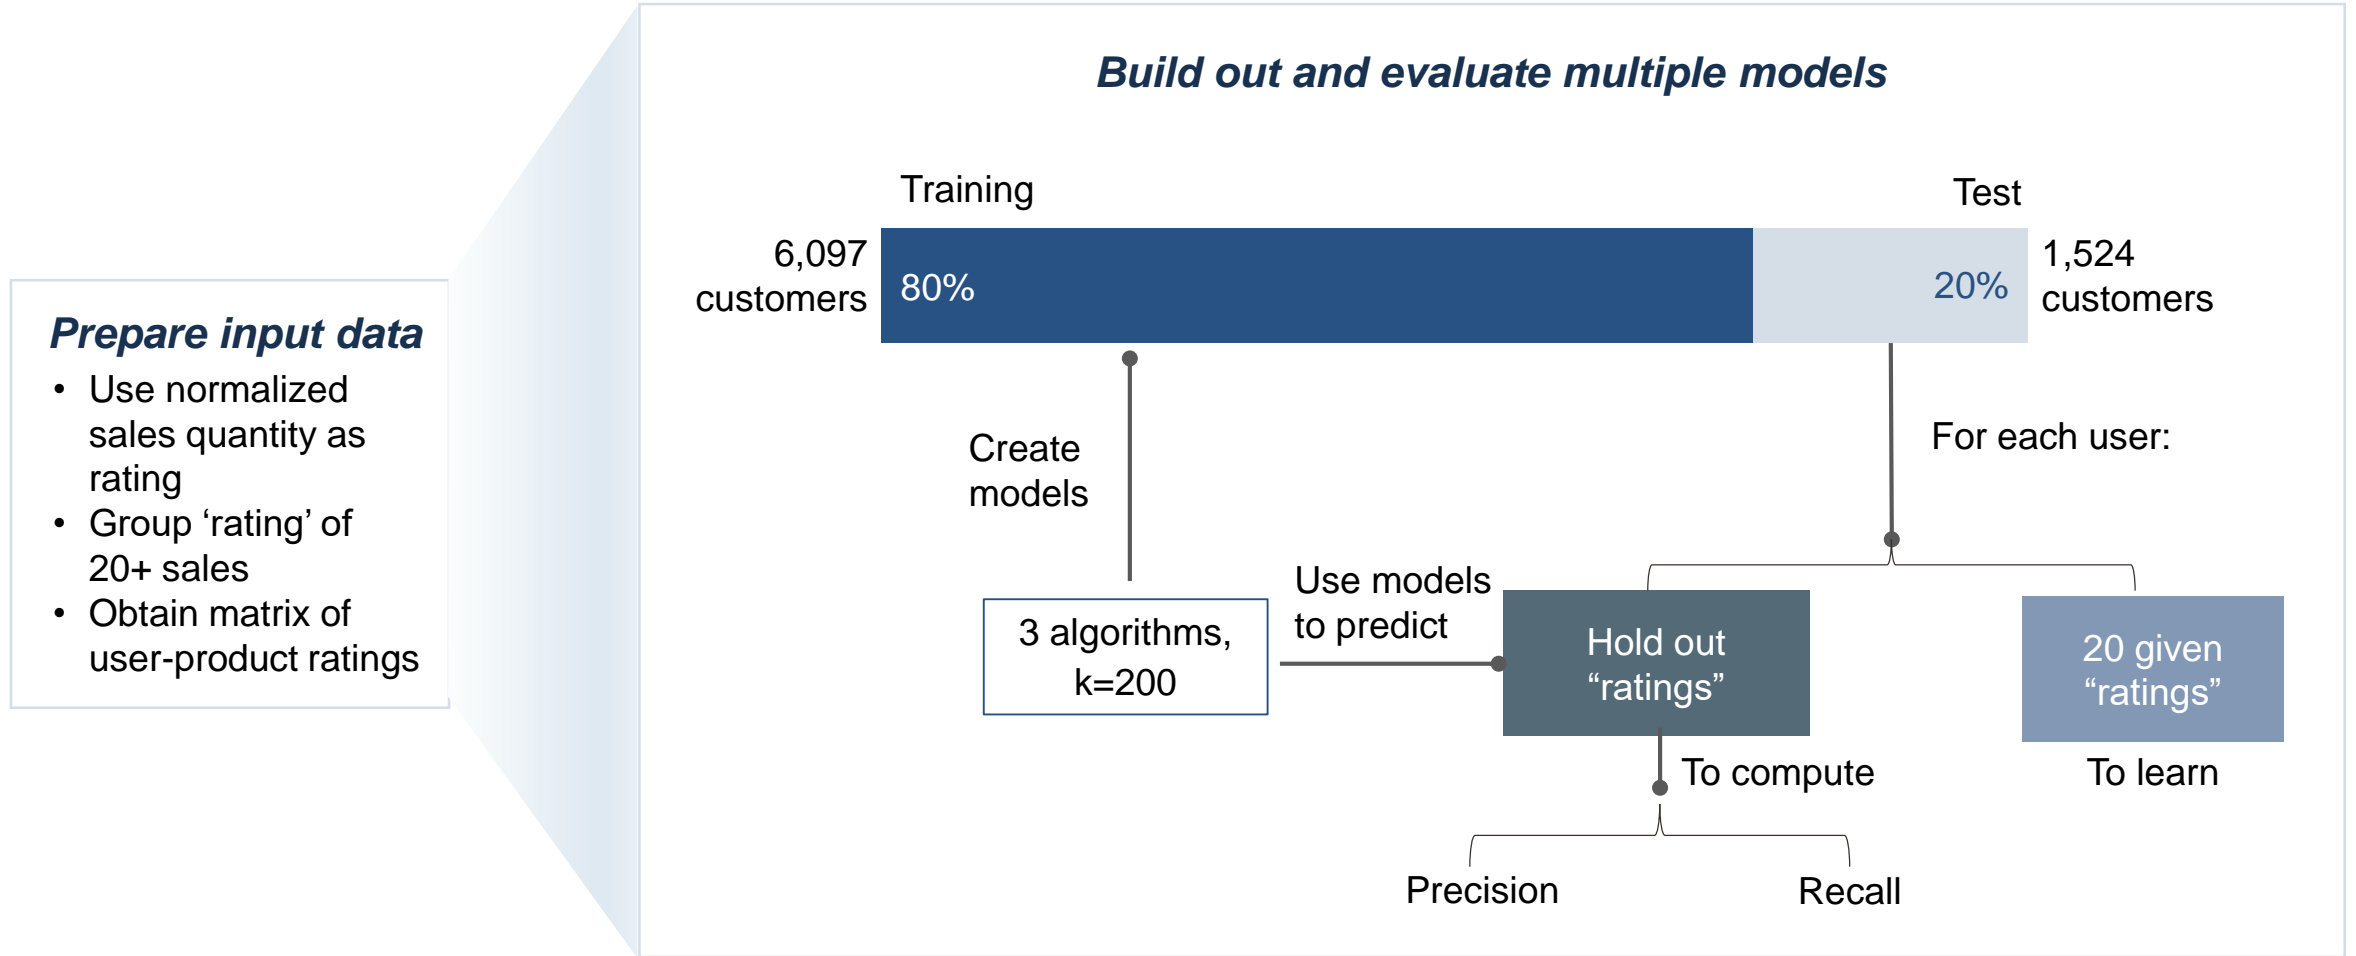 Build out and evaluate multiple models
Prepare input data
• Use normalized
sales quantity as
rating
• Group ‘rating’ of
20+ sales
• Obtain matrix of
user-product ratings
Training
Test
6,097
customers
80%
20%
1,524
customers
Create
models
For each user:
3 algorithms,
k=200
Use models
to predict
Hold out
“ratings”
20 given
“ratings”
To compute
To learn
Precision
Recall